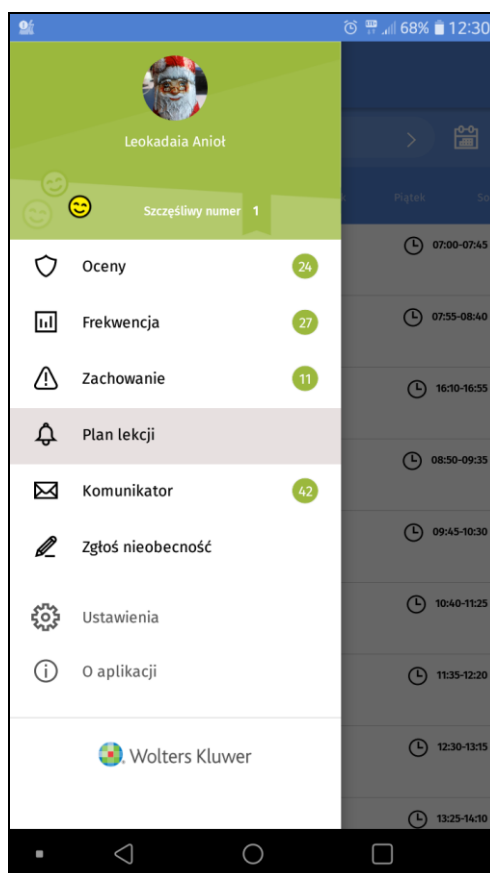 68% 12:30
Leokadaia Anioł
Szczęśliwy numer 1
Oceny 24
Frekwencja 27
Zachowanie 11
Plan lekcji
Komunikator 42
Zgłoś nieobecność
Ustawienia
O aplikacji
Wolters Kluwer
k Piątek So
07:00-07:45
07:55-08:40
16:10-16:55
08:50-09:35
09:45-10:30
10:40-11:25
11:35-12:20
12:30-13:15
13:25-14:10